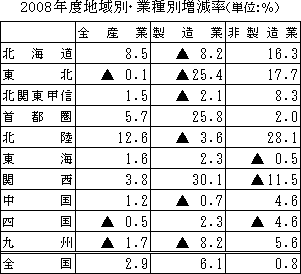 2008年度地域別・業種別増減率(単位:%)
全産業 製造業 非製造業
北海道 8.5 ▲ 8.2 16.3
東北 ▲ 0.1 ▲25.4 17.7
北関東甲信 1.5 ▲ 2.1 8.3
首都圏 5.7 25.8 2.0
北陸 12.6 ▲ 3.6 28.1
東海 1.6 2.3 ▲ 0.5
関西 3.8 30.1 ▲11.5
中国 1.2 ▲ 0.7 4.6
四国 ▲ 0.5 2.3 ▲ 4.6
九州 ▲ 1.7 ▲ 8.2 5.6
全国 2.9 6.1 0.8